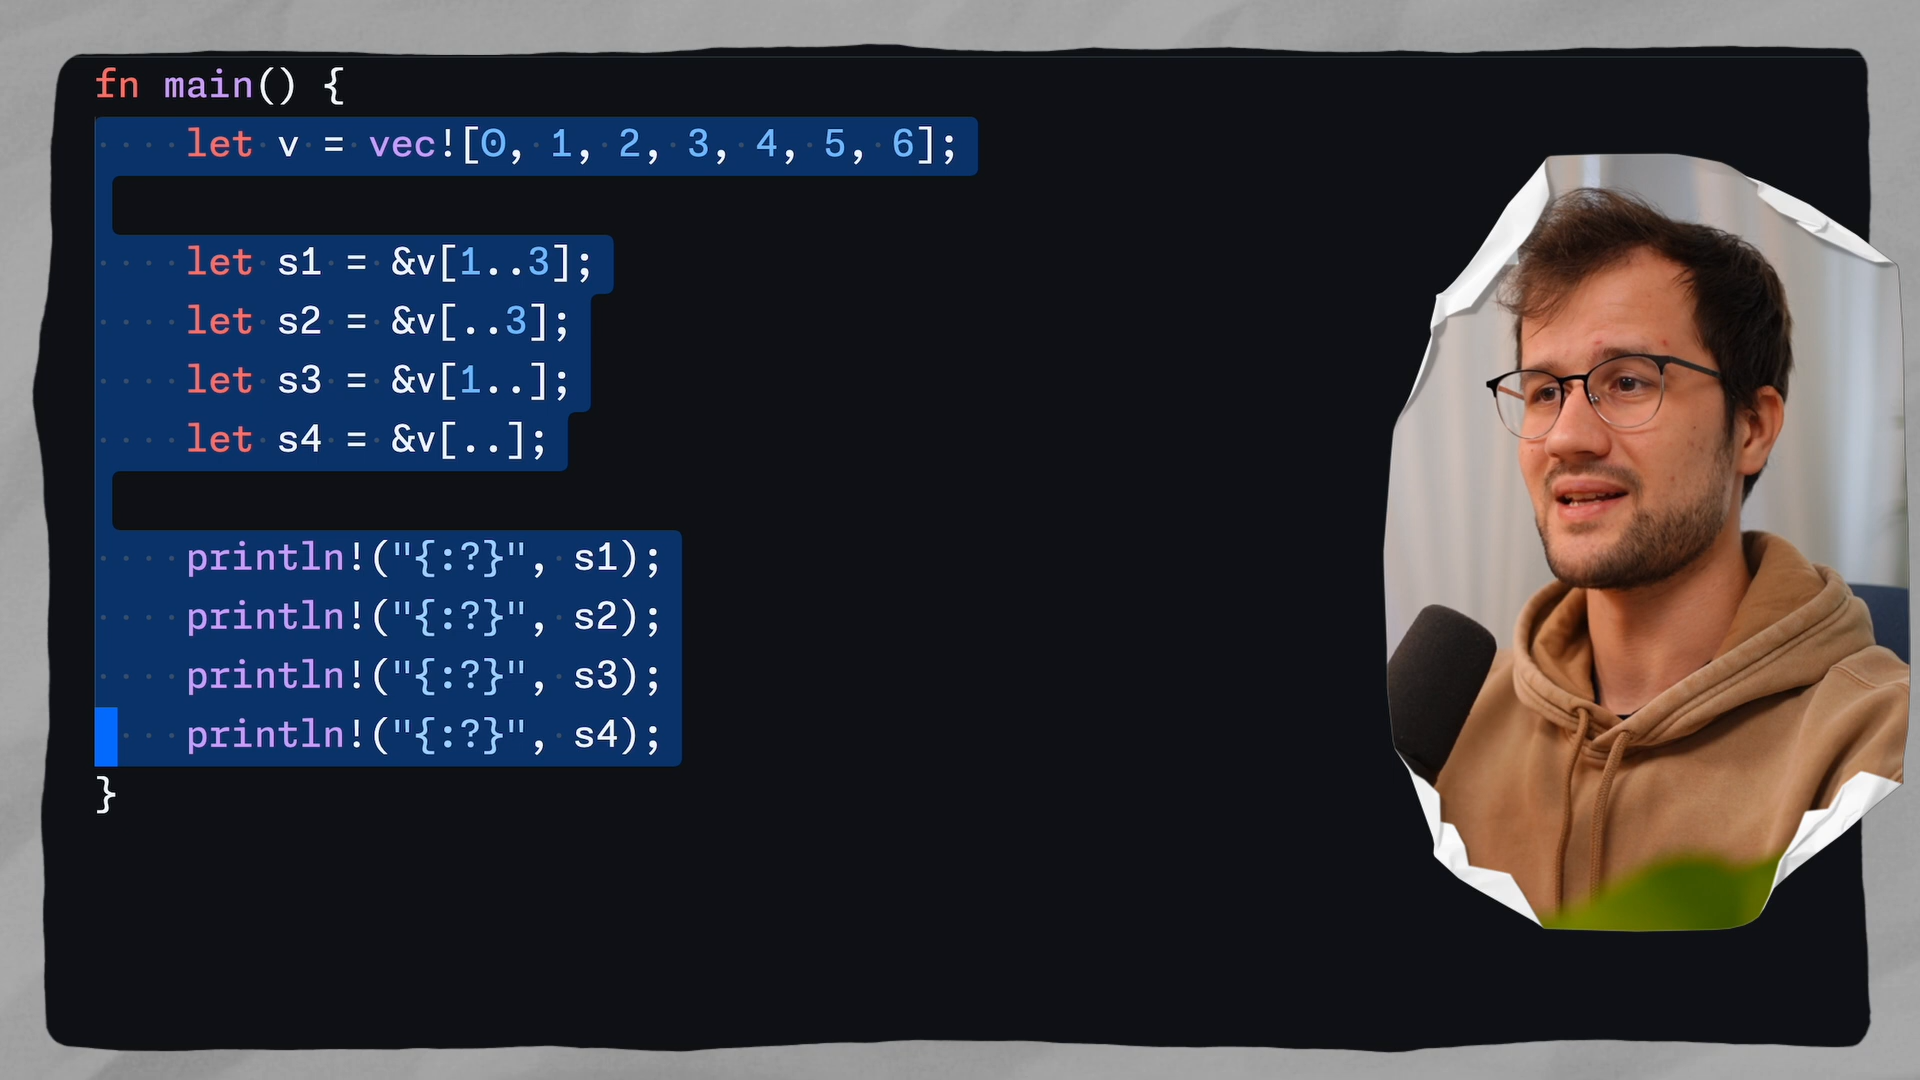 fn main() {
    let v = vec![0, 1, 2, 3, 4, 5, 6];
    let s1 = &v[1..3];
    let s2 = &v[..3];
    let s3 = &v[1..];
    let s4 = &v[..];
    println!("{:?}", s1);
    println!("{:?}", s2);
    println!("{:?}", s3);
    println!("{:?}", s4);
}